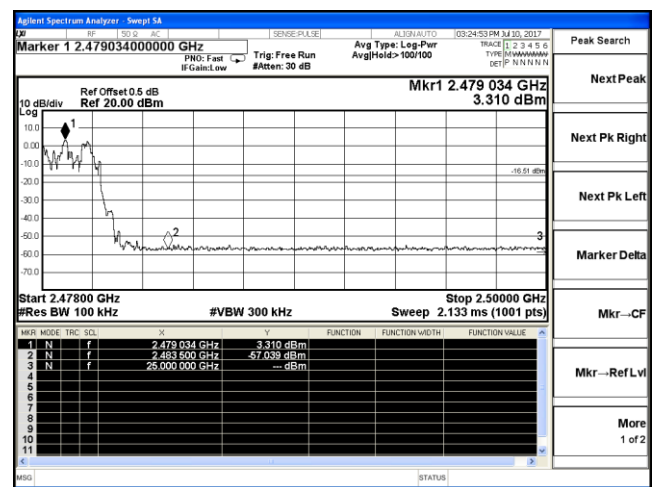 Agilent Spectrum Analyzer - Swept SA
RF 50 Ω AC SENSE:PULSE ALIGN AUTO 03:24:53 PM Jul 10, 2017
Marker 1 2.479034000000 GHz
PNO: Fast
IFGain:Low
Trig: Free Run
#Atten: 30 dB
Avg Type: Log-Pwr
Avg|Hold:>100/100
TRACE 1 2 3 4 5 6
TYPE M
DET P N N N N N
Peak Search
Next Peak
Next Pk Right
Next Pk Left
Marker Delta
Mkr→CF
Mkr→Ref Lvl
More
1 of 2
Ref Offset 0.5 dB
10 dB/div Ref 20.00 dBm
Log
Mkr1 2.479 034 GHz
3.310 dBm
10.0
0.00
-10.0
-20.0
-30.0
-40.0
-50.0
-60.0
-70.0
1
2
3
-16.51 dBm
Start 2.47800 GHz Stop 2.50000 GHz
#Res BW 100 kHz #VBW 300 kHz Sweep 2.133 ms (1001 pts)
MKR MODE TRC SCL X Y FUNCTION FUNCTION WIDTH FUNCTION VALUE
1 N f 2.479 034 GHz 3.310 dBm
2 N f 2.483 500 GHz -57.039 dBm
3 N f 25.000 000 GHz --- dBm
4
5
6
7
8
9
10
11
MSG STATUS